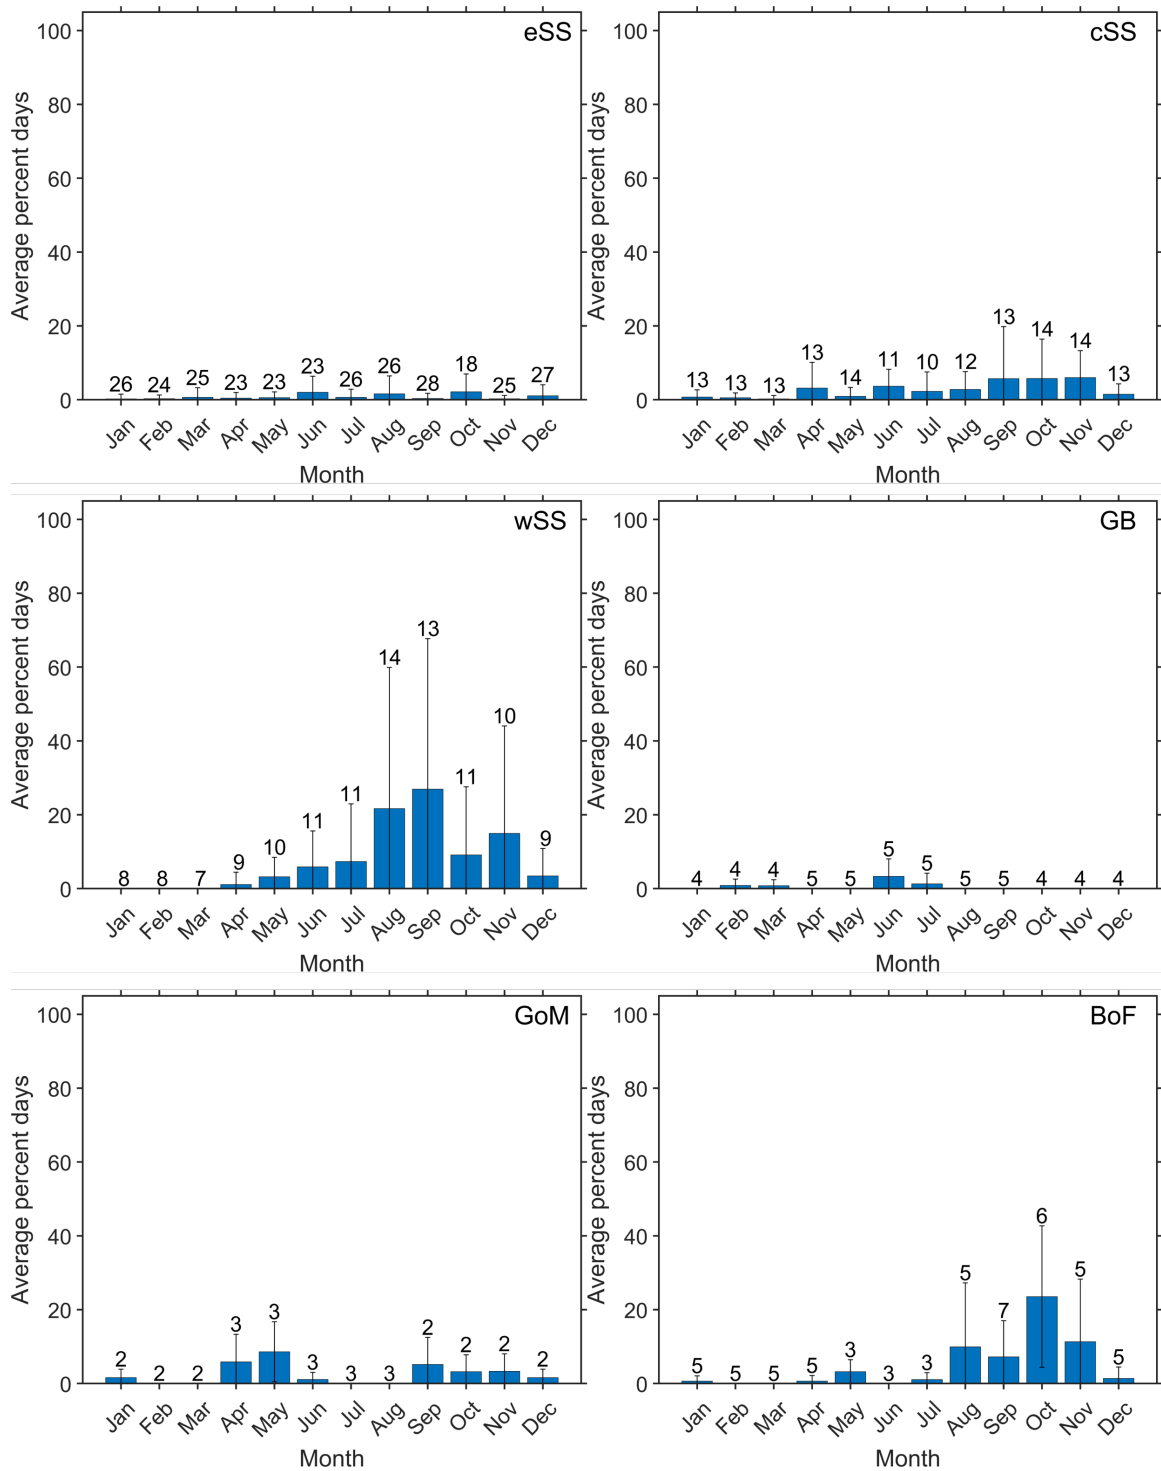 eSS
Average percent days
100
80
60
40
20
0
26 24 25 23 23 23 26 26 28 18 25 27
Jan Feb Mar Apr May Jun Jul Aug Sep Oct Nov Dec
Month
cSS
Average percent days
100
80
60
40
20
0
13 13 13 13 14 11 10 12 13 14 14 13
Jan Feb Mar Apr May Jun Jul Aug Sep Oct Nov Dec
Month
wSS
Average percent days
100
80
60
40
20
0
8 8 7 9 10 11 11 14 13 11 10 9
Jan Feb Mar Apr May Jun Jul Aug Sep Oct Nov Dec
Month
GB
Average percent days
100
80
60
40
20
0
4 4 4 5 5 5 5 5 5 4 4 4
Jan Feb Mar Apr May Jun Jul Aug Sep Oct Nov Dec
Month
GoM
Average percent days
100
80
60
40
20
0
2 2 2 3 3 3 3 3 2 2 2 2
Jan Feb Mar Apr May Jun Jul Aug Sep Oct Nov Dec
Month
BoF
Average percent days
100
80
60
40
20
0
5 5 5 5 3 3 3 5 7 6 5 5
Jan Feb Mar Apr May Jun Jul Aug Sep Oct Nov Dec
Month